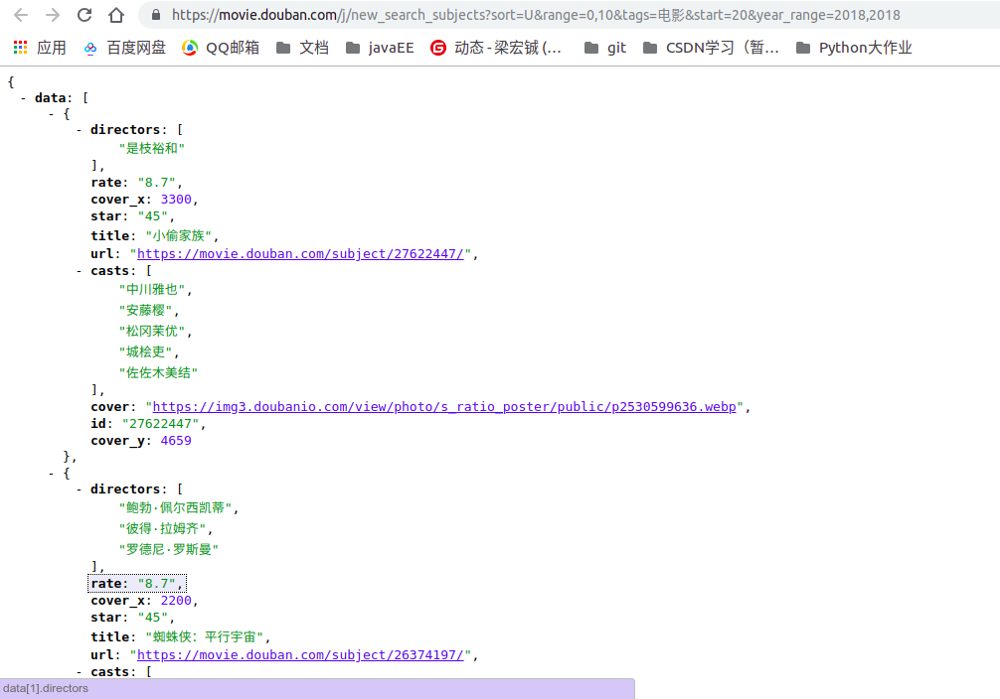 https://movie.douban.com/j/new_search_subjects?sort=U&range=0,10&tags=电影&start=20&year_range=2018,2018
应用 百度网盘 QQ邮箱 文档 javaEE 动态 - 梁宏钺 (... git CSDN学习（暂... Python大作业
{
- data: [
- {
- directors: [
"是枝裕和"
],
rate: "8.7",
cover_x: 3300,
star: "45",
title: "小偷家族",
url: "https://movie.douban.com/subject/27622447/",
- casts: [
"中川雅也",
"安藤樱",
"松冈茉优",
"城桧吏",
"佐佐木美结"
],
cover: "https://img3.doubanio.com/view/photo/s_ratio_poster/public/p2530599636.webp",
id: "27622447",
cover_y: 4659
},
- {
- directors: [
"鲍勃·佩尔西凯蒂",
"彼得·拉姆齐",
"罗德尼·罗斯曼"
],
rate: "8.7",
cover_x: 2200,
star: "45",
title: "蜘蛛侠：平行宇宙",
url: "https://movie.douban.com/subject/26374197/",
- casts: [
data[1].directors